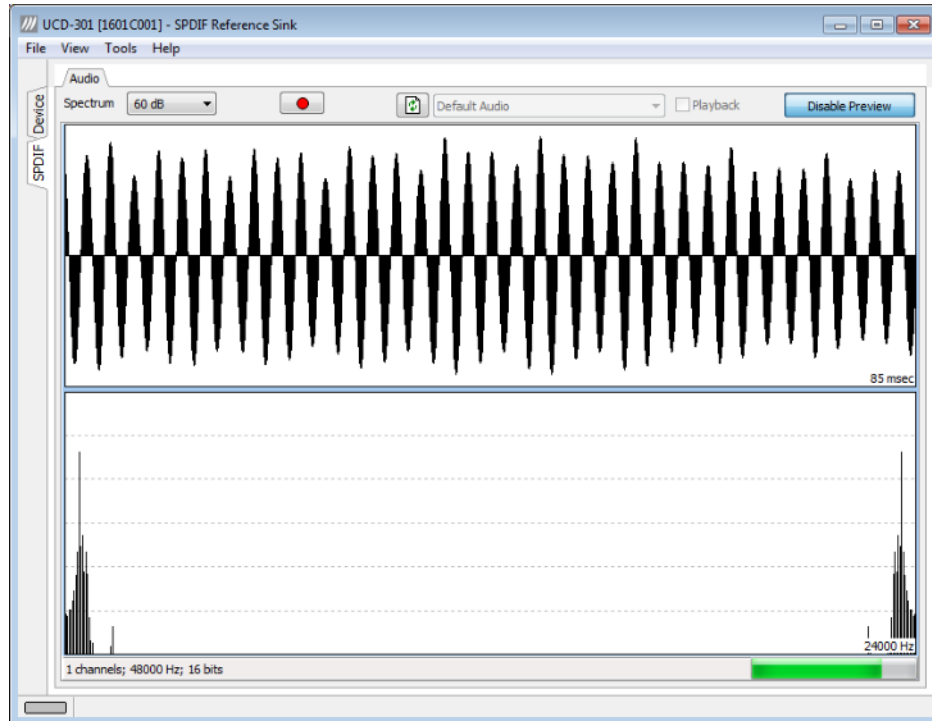 UCD-301 [1601C001] - SPDIF Reference Sink
File View Tools Help
Device
SPDIF
Audio
Spectrum 60 dB Default Audio Playback Disable Preview
85 msec
24000 Hz
1 channels; 48000 Hz; 16 bits